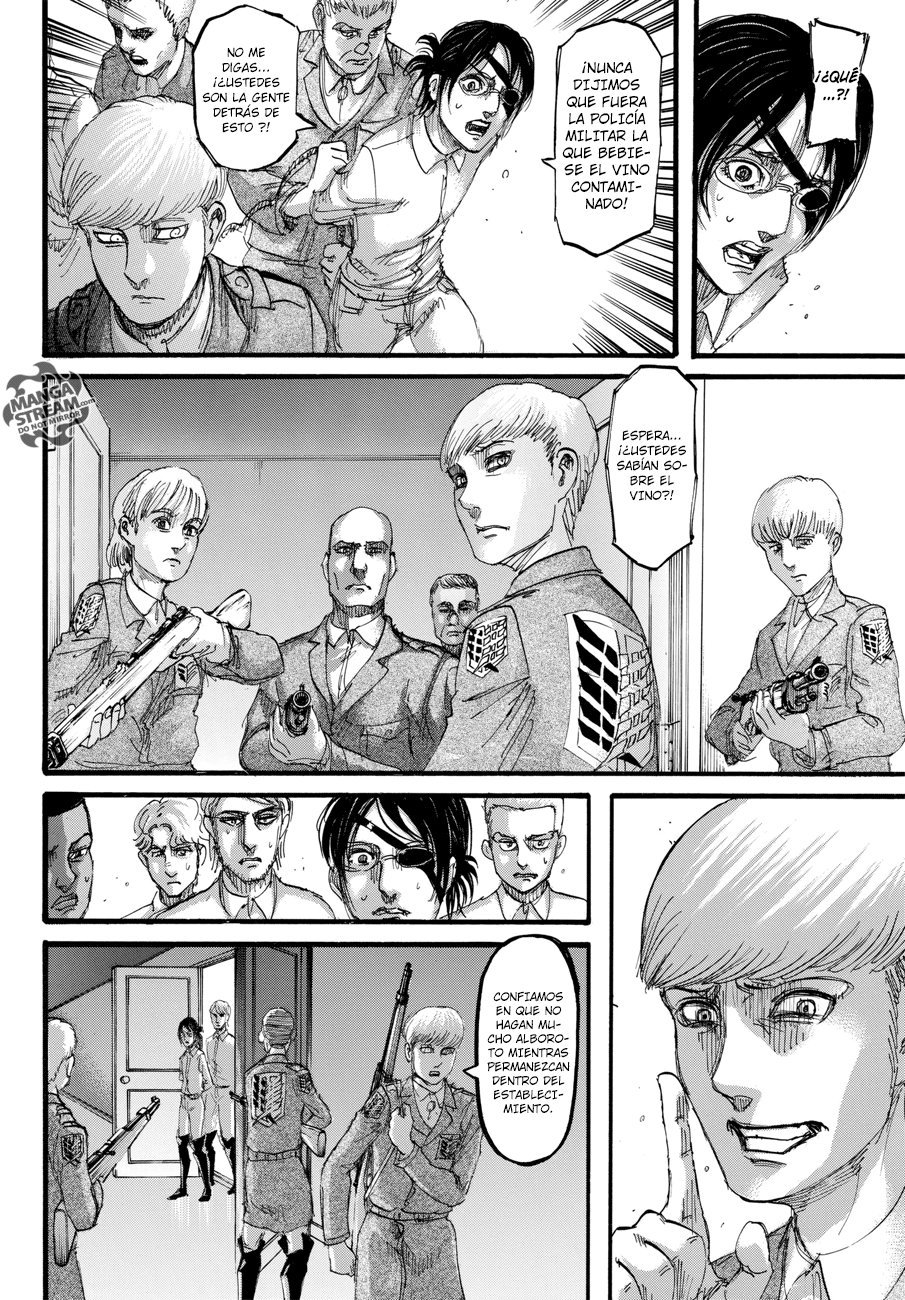 ¡¿QUÉ
...?!
¡NUNCA
DIJIMOS
QUE FUERA
LA POLICÍA
MILITAR LA
QUE BEBIE-
SE EL VINO
CONTAMI-
NADO!
NO ME
DIGAS...
¡¿USTEDES
SON LA GENTE
DETRÁS DE
ESTO ?!
ESPERA...
¡¿USTEDES
SABÍAN SO-
BRE EL
VINO?!
MANGA
STREAM.com
DO NOT MIRROR
CONFIAMOS
EN QUE NO
HAGAN MU-
CHO ALBORO-
TO MIENTRAS
PERMANEZCAN
DENTRO DEL
ESTABLECI-
MIENTO.